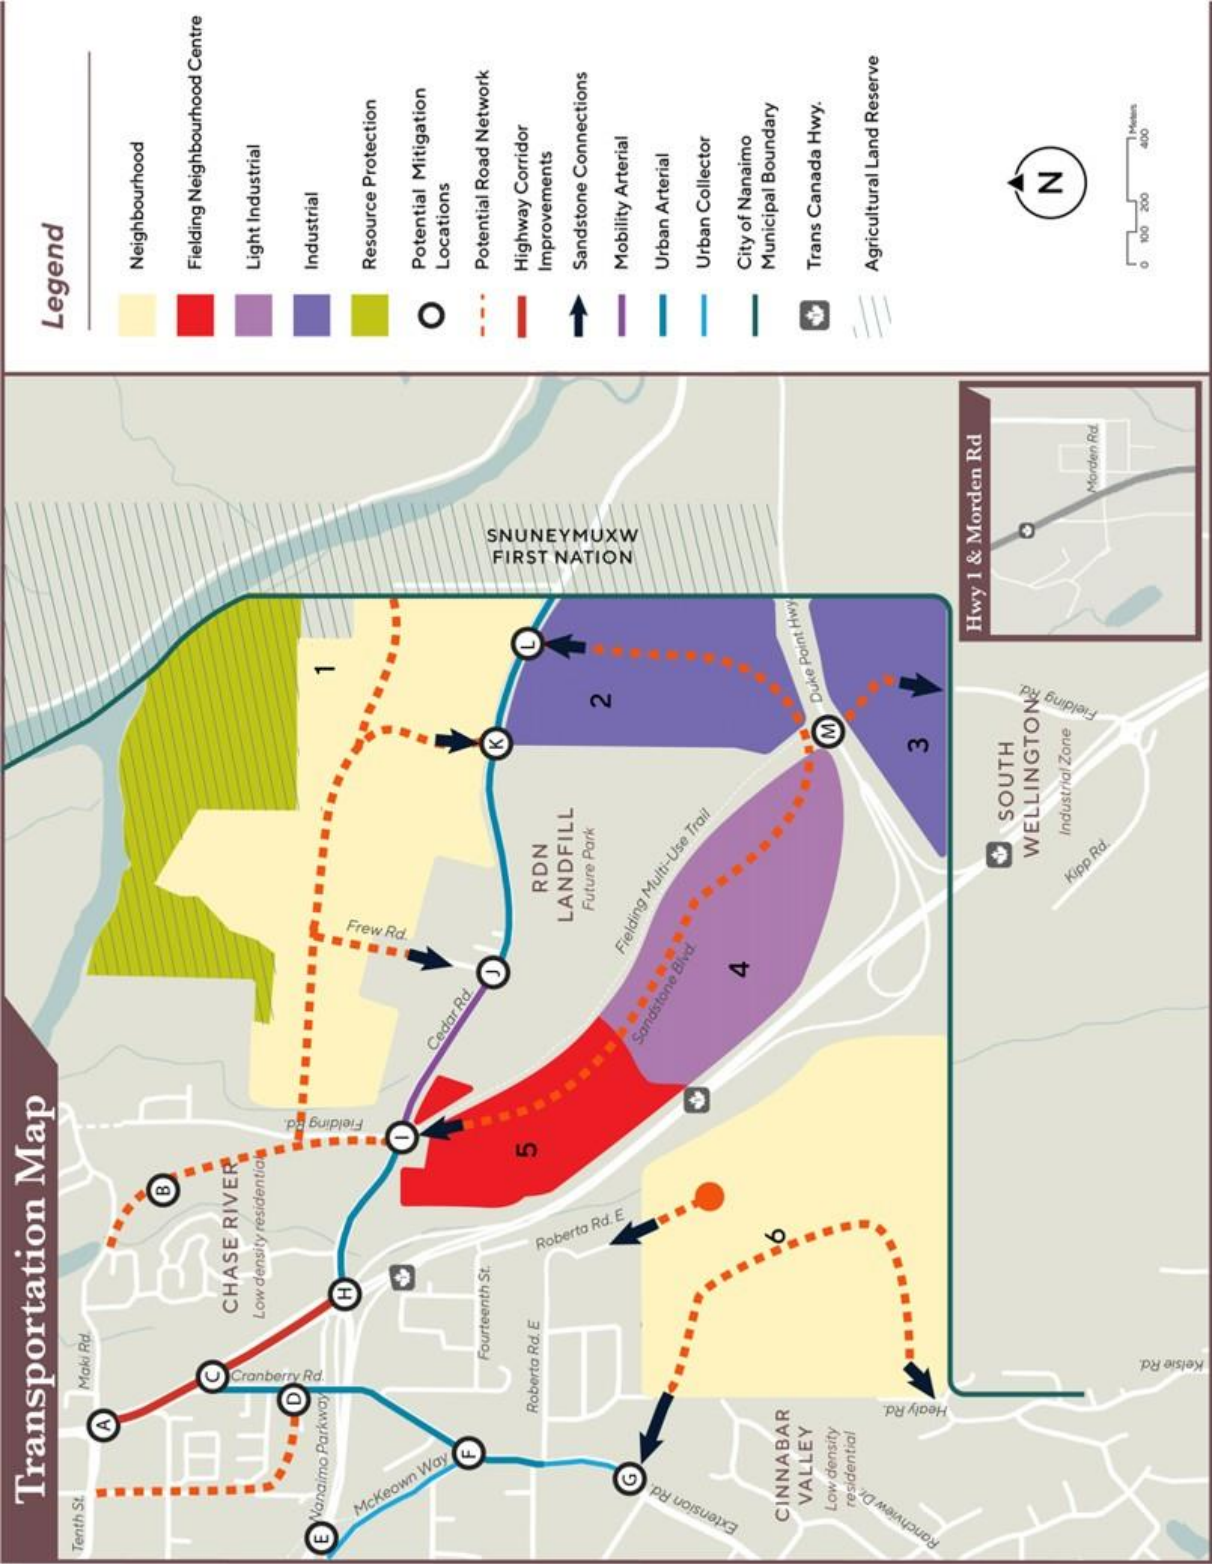 Transportation Map
Legend
Neighbourhood
Fielding Neighbourhood Centre
Light Industrial
Industrial
Resource Protection
Potential Mitigation
Locations
Potential Road Network
Highway Corridor
Improvements
Sandstone Connections
Mobility Arterial
Urban Arterial
Urban Collector
City of Nanaimo
Municipal Boundary
Trans Canada Hwy.
Agricultural Land Reserve
N
0 100 200 400
Meters
Tenth St.
Maki Rd.
A
B
C
D
E
F
G
H
I
J
K
L
M
1
2
3
4
5
6
CHASE RIVER
Low density residential
Fielding Rd.
Frew Rd.
Cedar Rd.
Cranberry Rd.
Nanaimo Parkway
McKeown Way
Fourteenth St.
Roberta Rd. E
Roberta Rd. E
SNUNEYMUXW
FIRST NATION
RDN
LANDFILL
Future Park
Fielding Multi-Use Trail
Sandstone Blvd.
Duke Point Hwy.
Extension Rd.
CINNABAR
VALLEY
Low density
residential
Ranchview Dr.
Healy Rd.
Kelsie Rd.
SOUTH
WELLINGTON
Industrial Zone
Fielding Rd.
Kipp Rd.
Hwy 1 & Morden Rd
Morden Rd.